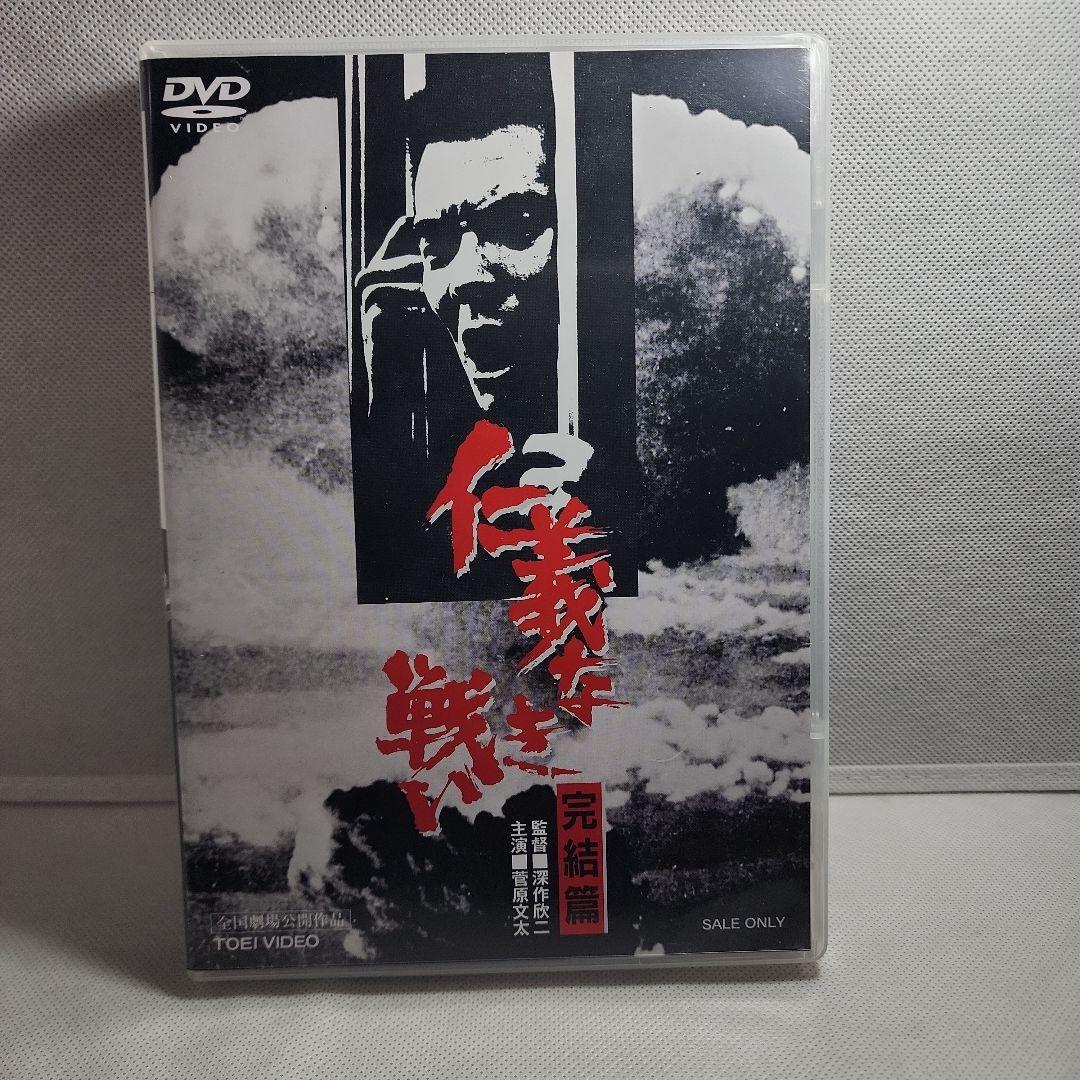 DVD
VIDEO
仁義なき
戦い
完結篇
監督■深作欣二
主演■菅原文太
全国劇場公開作品
TOEI VIDEO
SALE ONLY